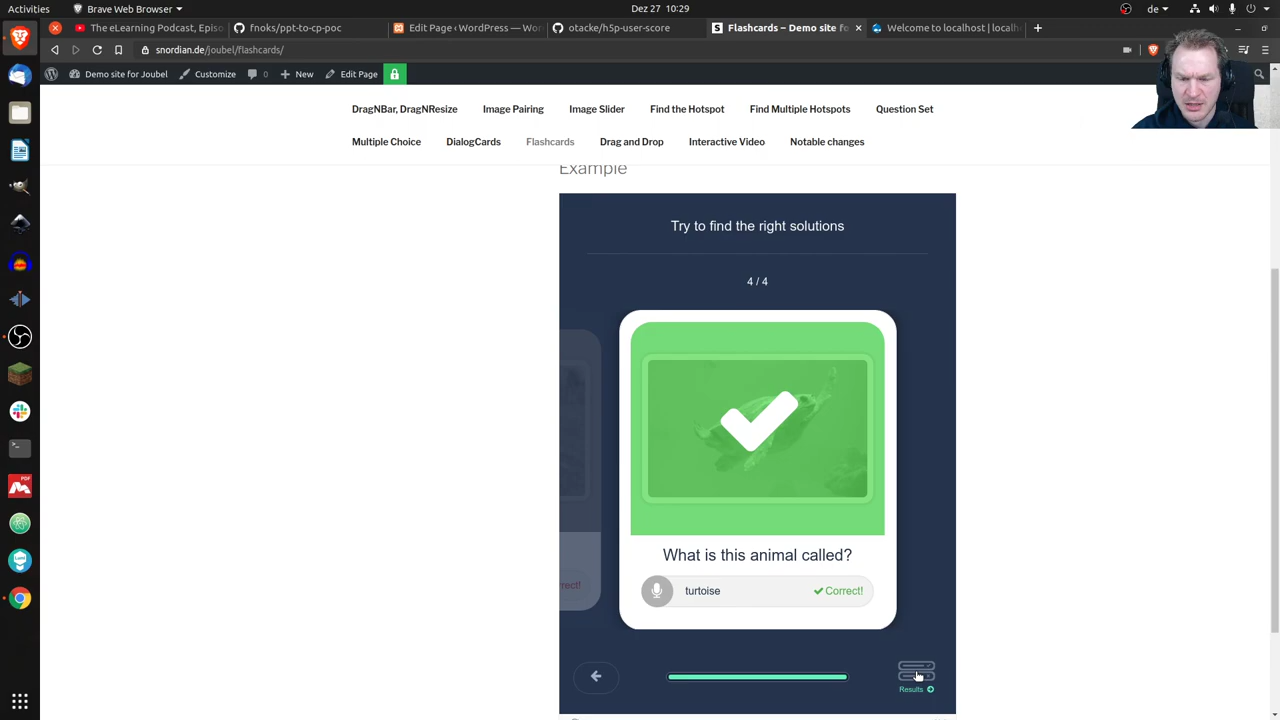 Activities
Brave Web Browser
Dez 27 10:29
The eLearning Podcast, Episo
fnoks/ppt-to-cp-poc
Edit Page WordPress — Wor
otacke/h5p-user-score
Flashcards – Demo site fo
Welcome to localhost | localh
snordian.de/joubel/flashcards/
Demo site for Joubel
Customize
0
New
Edit Page
DragNBar, DragNResize
Image Pairing
Image Slider
Find the Hotspot
Find Multiple Hotspots
Question Set
Multiple Choice
DialogCards
Flashcards
Drag and Drop
Interactive Video
Notable changes
Example
Try to find the right solutions
4 / 4
What is this animal called?
rrect!
turtoise
Correct!
Results
PDF